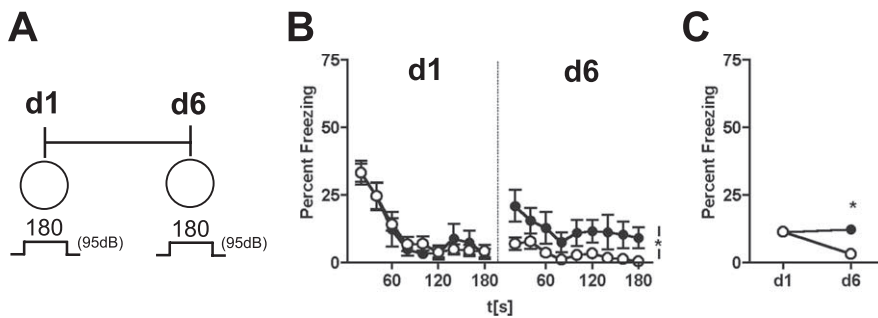 A
d1
d6
180
(95dB)
180
(95dB)
B
Percent Freezing
75
50
25
0
d1
d6
60
120
180
60
120
180
t[s]
*
C
Percent Freezing
75
50
25
0
*
d1
d6